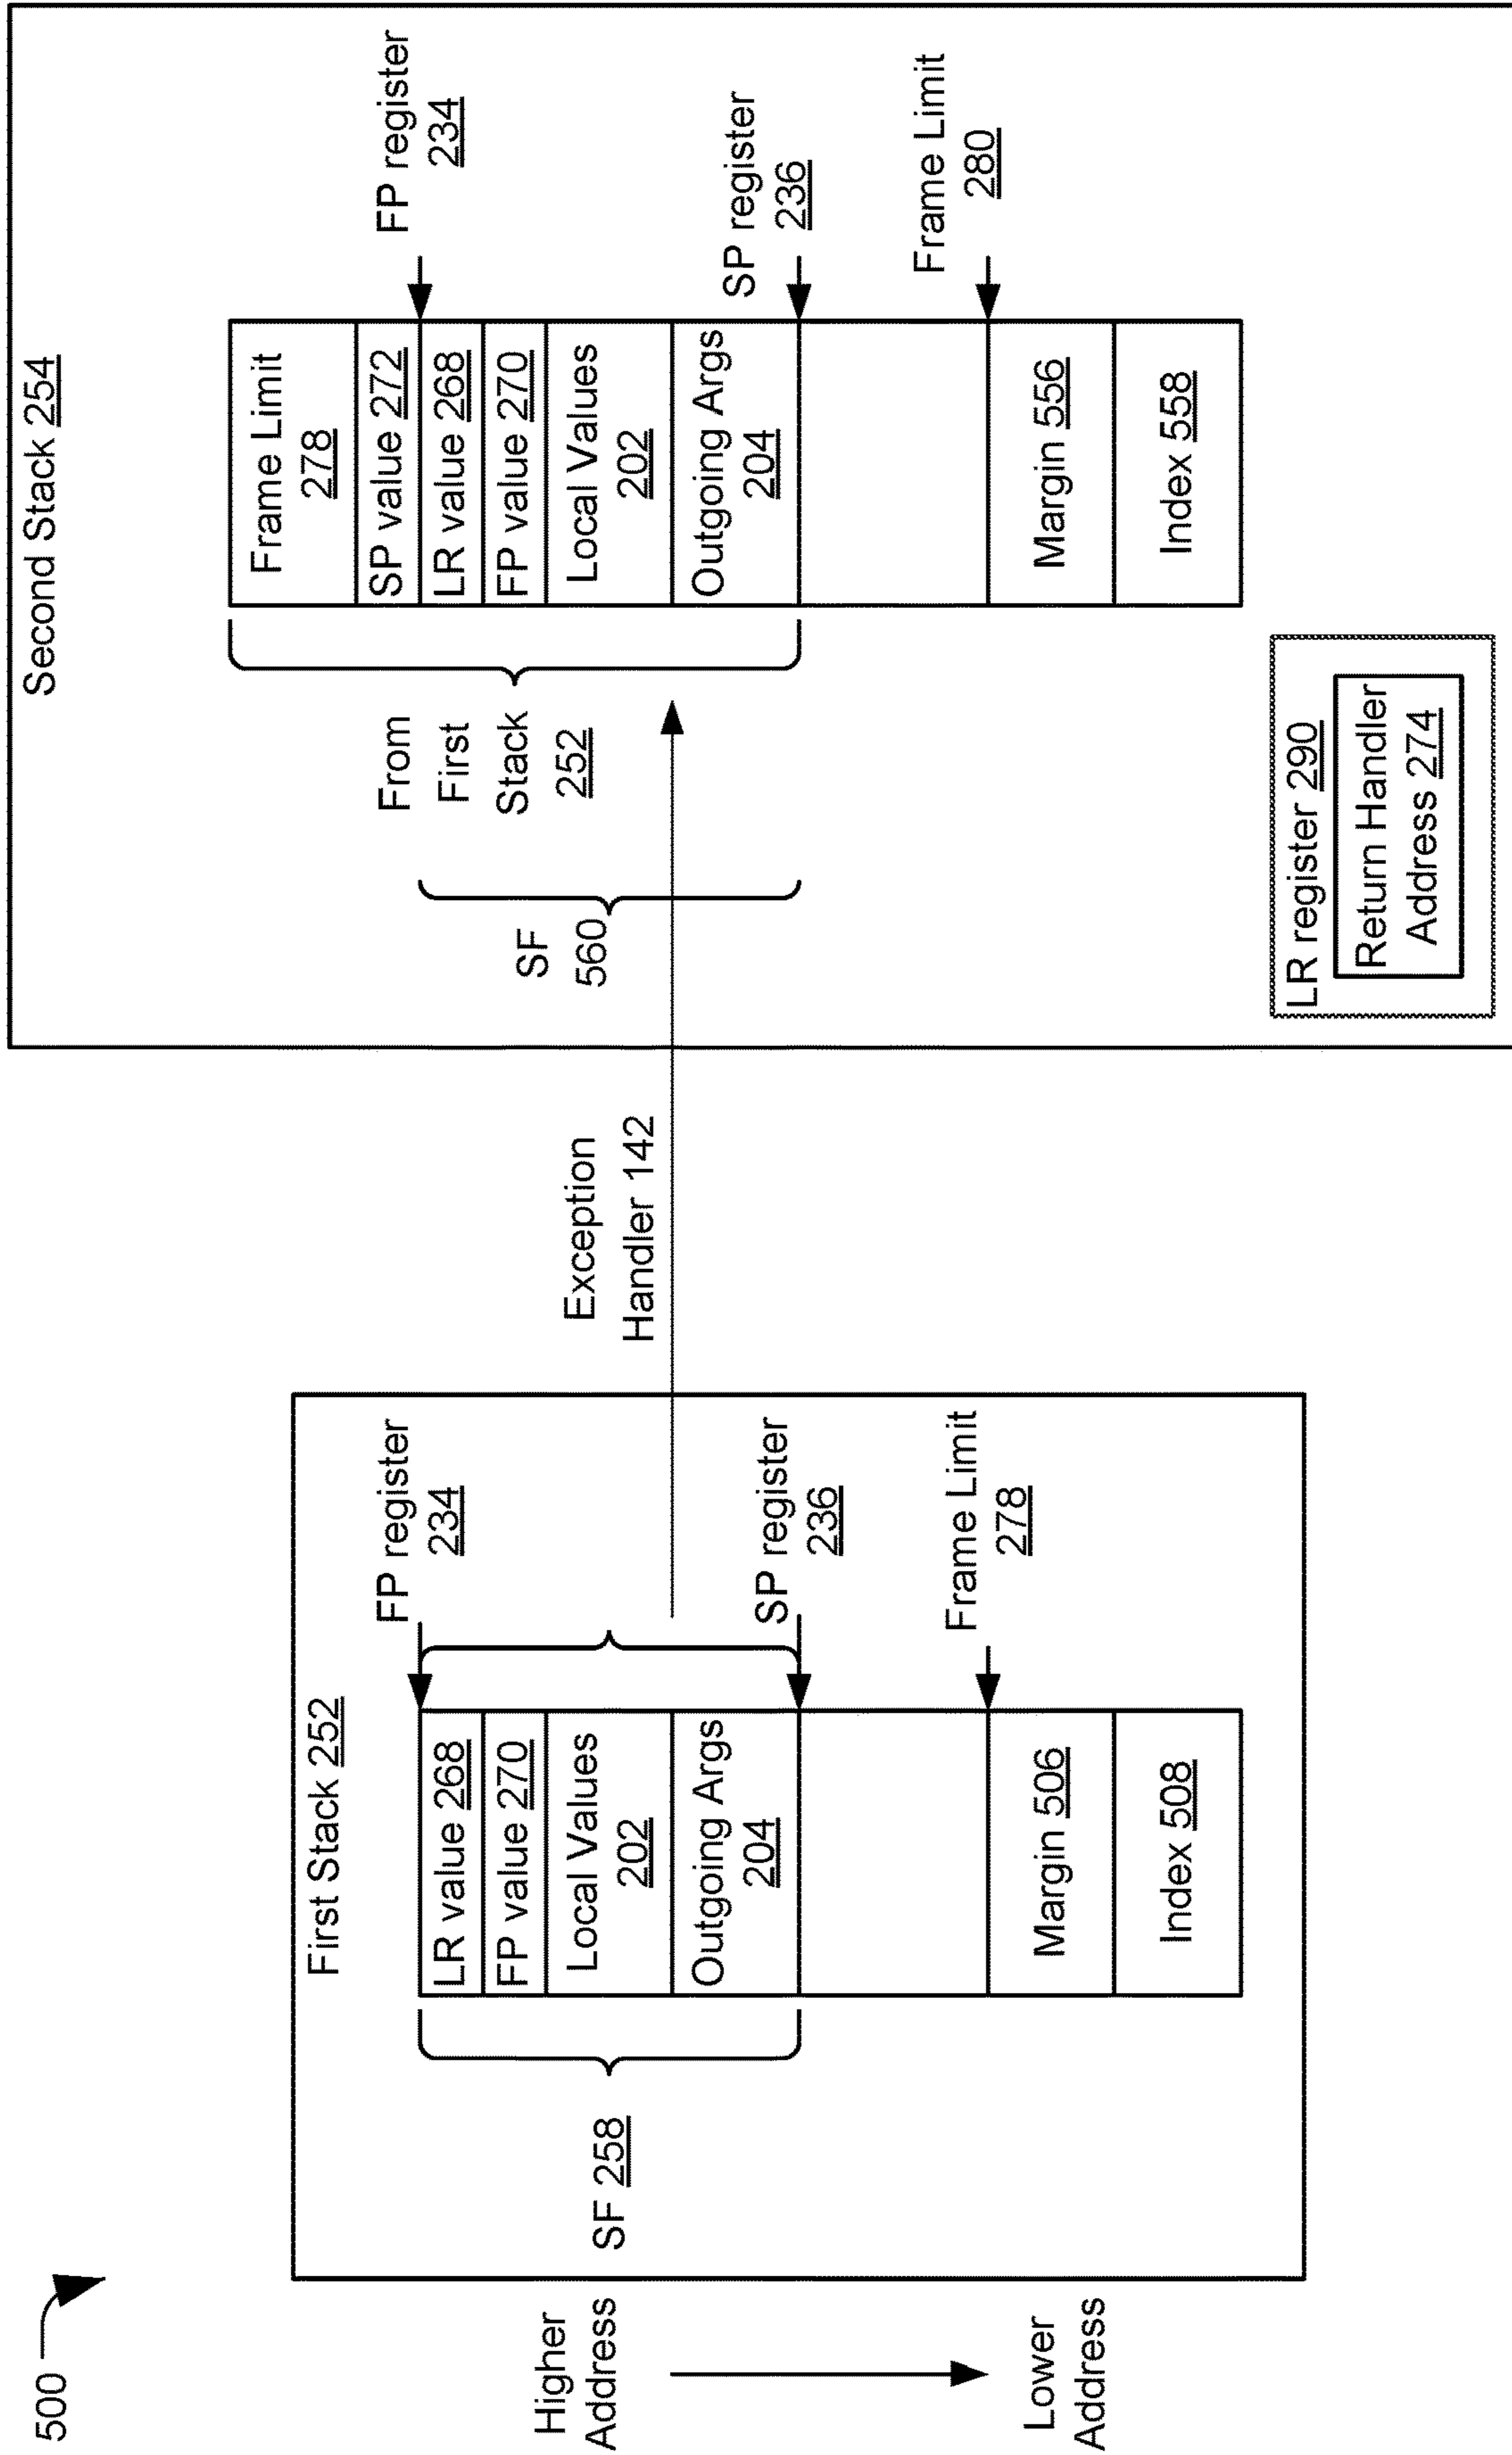 500
Higher
Address
Lower
Address
First Stack 252
SF 258
LR value 268
FP value 270
Local Values
202
Outgoing Args
204
Margin 506
Index 508
FP register
234
SP register
236
Frame Limit
278
Exception
Handler 142
Second Stack 254
SF
560
From
First
Stack
252
Frame Limit
278
SP value 272
LR value 268
FP value 270
Local Values
202
Outgoing Args
204
Margin 556
Index 558
FP register
234
SP register
236
Frame Limit
280
LR register 290
Return Handler
Address 274